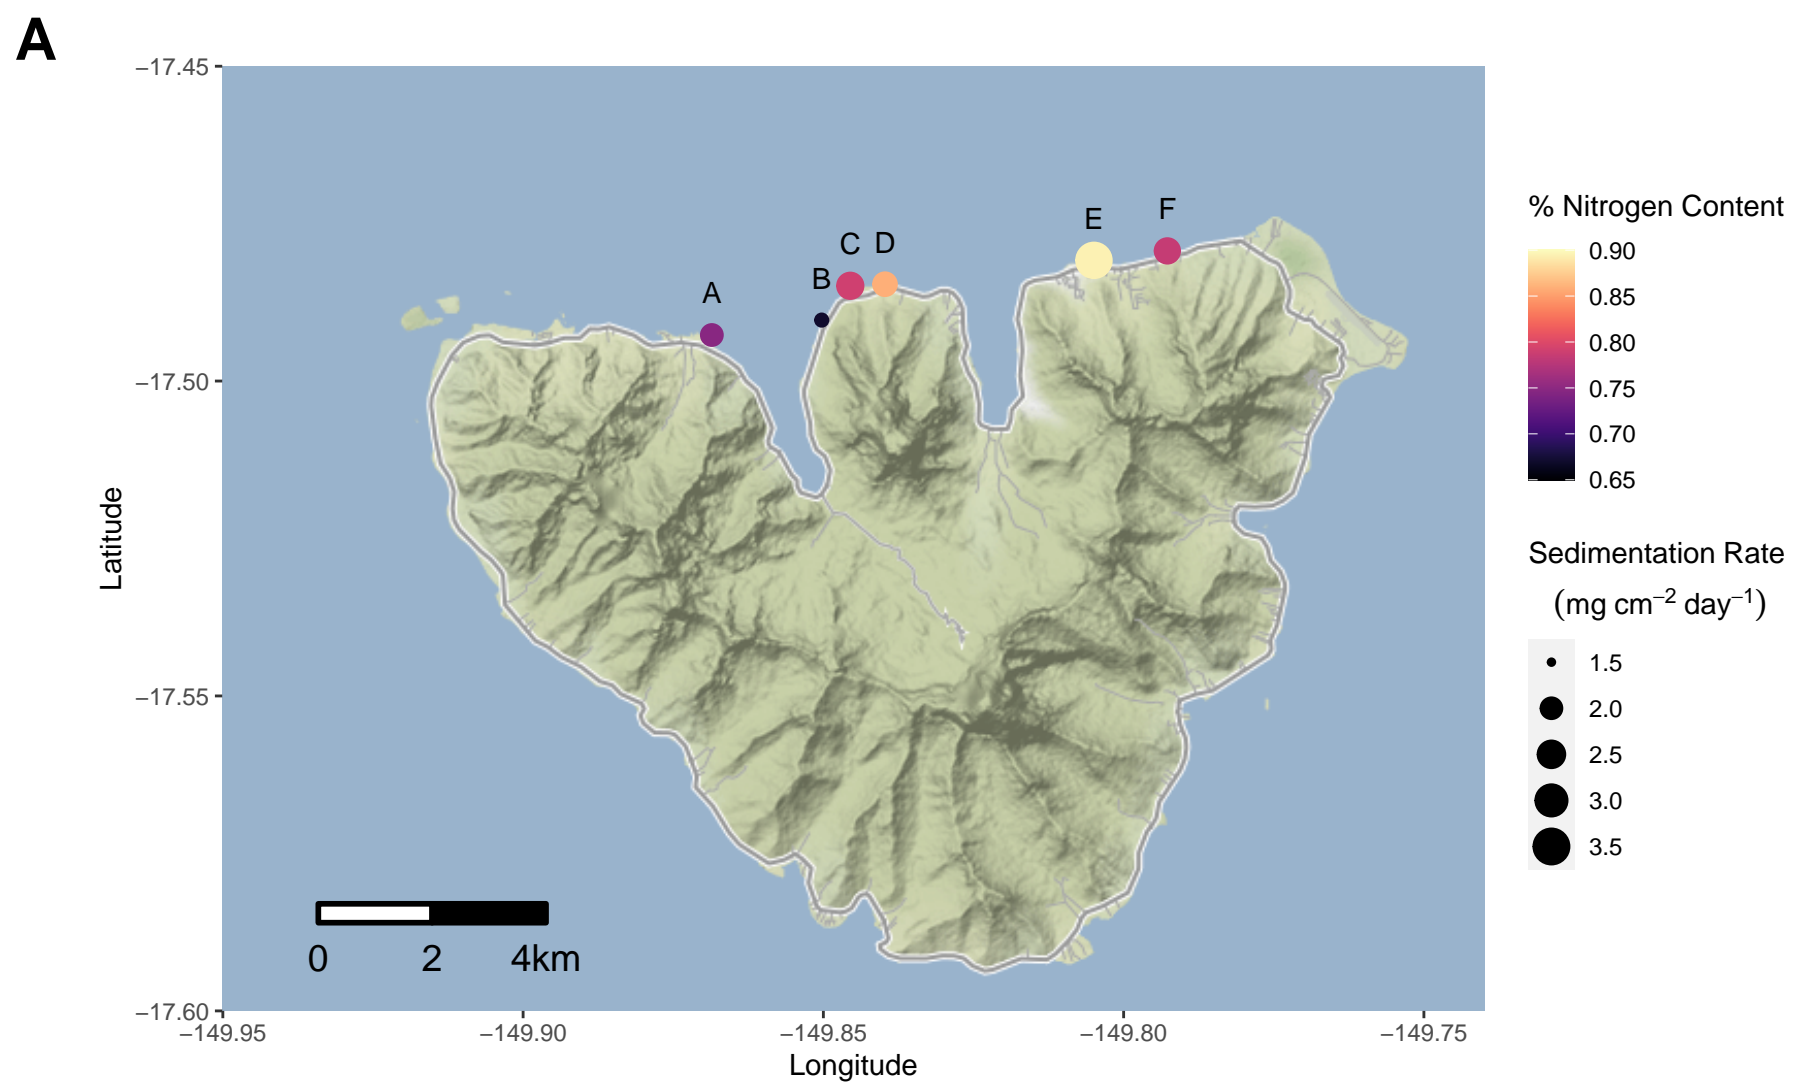 A
−17.45
−17.50
−17.55
−17.60
Latitude
−149.95
−149.90
−149.85
−149.80
−149.75
Longitude
A
B
C
D
E
F
0
2
4km
% Nitrogen Content
0.90
0.85
0.80
0.75
0.70
0.65
Sedimentation Rate
(mg cm⁻² day⁻¹)
1.5
2.0
2.5
3.0
3.5